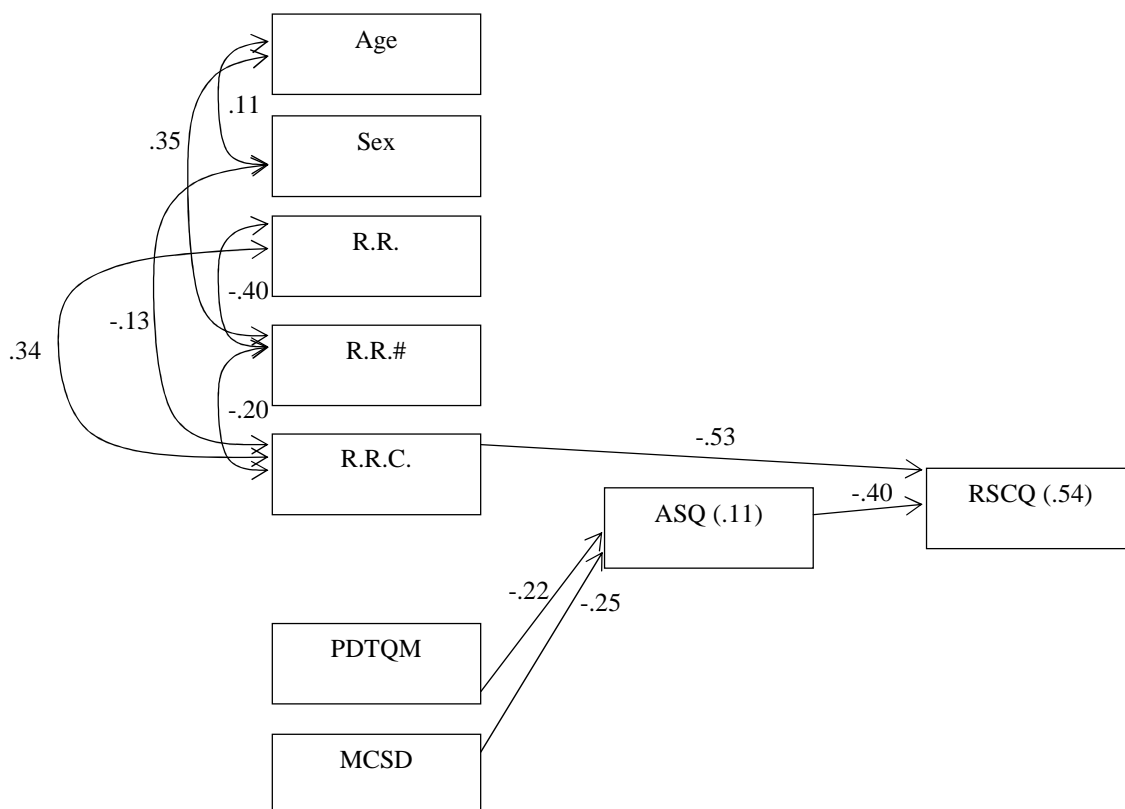 Age
.11
.35
Sex
R.R.
-.40
-.13
.34
R.R.#
-.20
R.R.C.
-.53
RSCQ (.54)
-.40
ASQ (.11)
-.22
-.25
PDTQM
MCSD